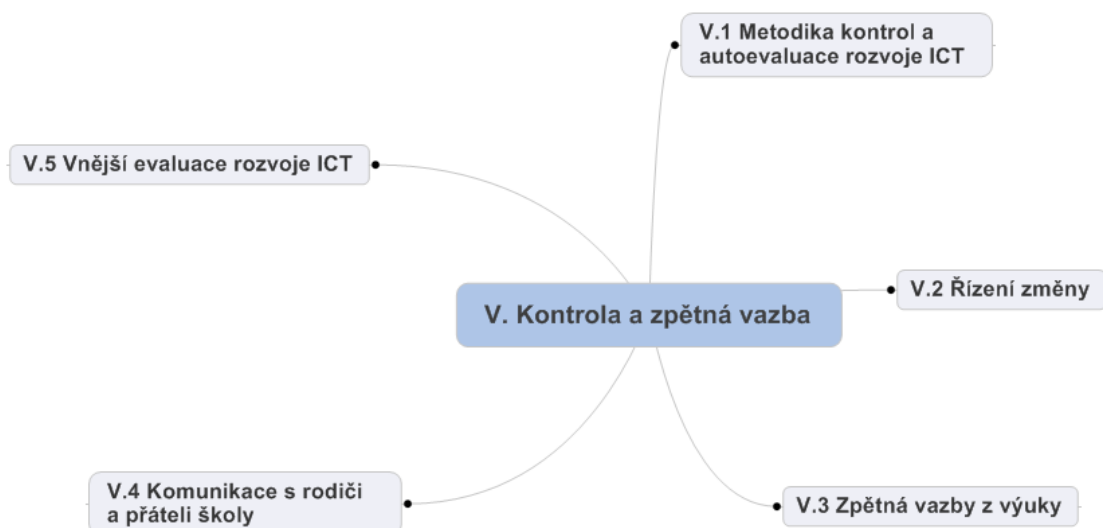 V.1 Metodika kontrol a
autoevaluace rozvoje ICT
V.5 Vnější evaluace rozvoje ICT
V.2 Řízení změny
V. Kontrola a zpětná vazba
V.4 Komunikace s rodiči
a přáteli školy
V.3 Zpětná vazby z výuky